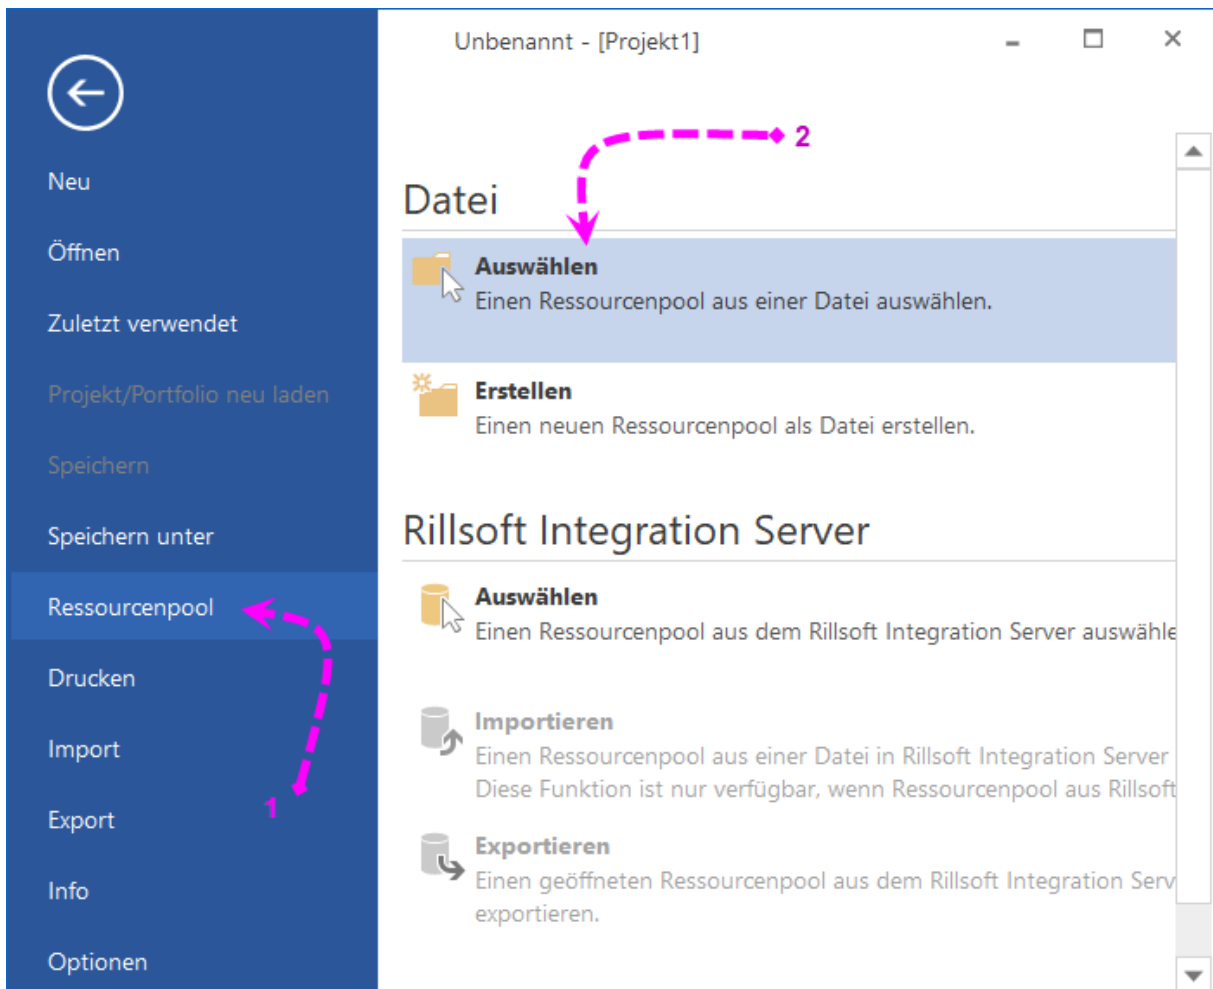 Unbenannt - [Projekt1]
2
Neu
Öffnen
Zuletzt verwendet
Projekt/Portfolio neu laden
Speichern
Speichern unter
Ressourcenpool
Drucken
Import
1
Export
Info
Optionen
Datei
Auswählen
Einen Ressourcenpool aus einer Datei auswählen.
Erstellen
Einen neuen Ressourcenpool als Datei erstellen.
Rillsoft Integration Server
Auswählen
Einen Ressourcenpool aus dem Rillsoft Integration Server auswähle
Importieren
Einen Ressourcenpool aus einer Datei in Rillsoft Integration Server
Diese Funktion ist nur verfügbar, wenn Ressourcenpool aus Rillsoft
Exportieren
Einen geöffneten Ressourcenpool aus dem Rillsoft Integration Serv
exportieren.